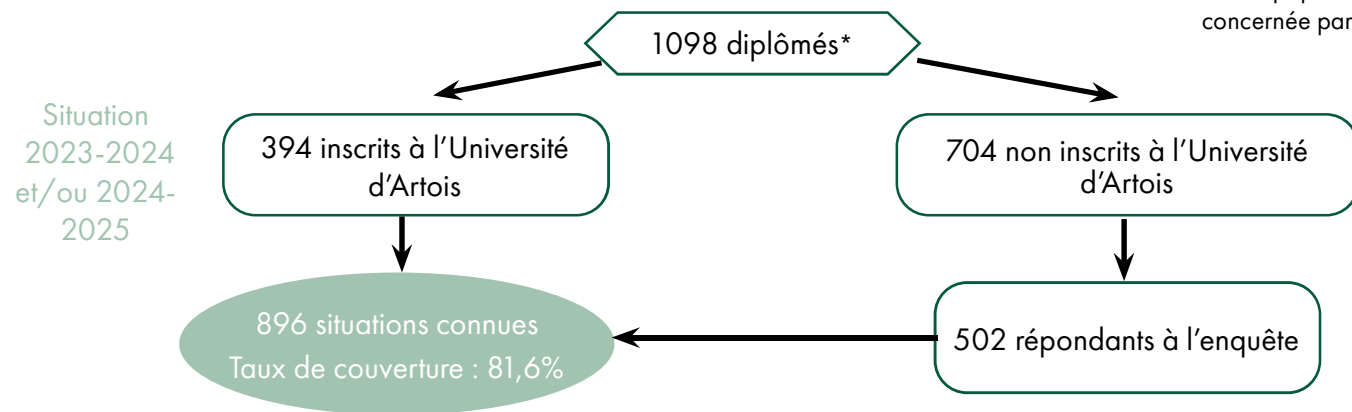 concernée par
1098 diplômés*
Situation
2023-2024
et/ou 2024-
2025
394 inscrits à l'Université
d'Artois
704 non inscrits à l'Université
d'Artois
896 situations connues
Taux de couverture : 81,6%
502 répondants à l'enquête